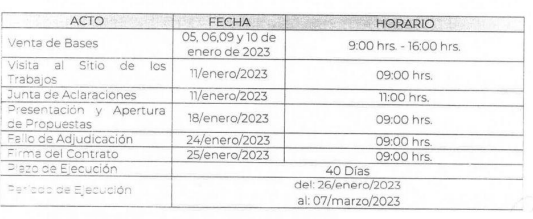 ACTO FECHA HORARIO
Venta de Bases 05, 06,09 y 10 de enero de 2023 9:00 hrs. - 16:00 hrs.
Visita al Sitio de los Trabajos 11/enero/2023 09:00 hrs.
Junta de Aclaraciones 11/enero/2023 11:00 hrs.
Presentación y Apertura de Propuestas 18/enero/2023 09:00 hrs.
Fallo de Adjudicación 24/enero/2023 09:00 hrs.
Firma del Contrato 25/enero/2023 09:00 hrs.
Plazo de Ejecución 40 Días
Periodo de Ejecución del: 26/enero/2023
al: 07/marzo/2023